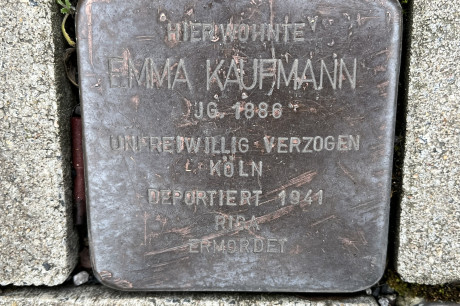 HIER WOHNTE
EMMA KAUFMANN
JG. 1886
UNFREIWILLIG VERZOGEN
KÖLN
DEPORTIERT 1941
RIGA
ERMORDET